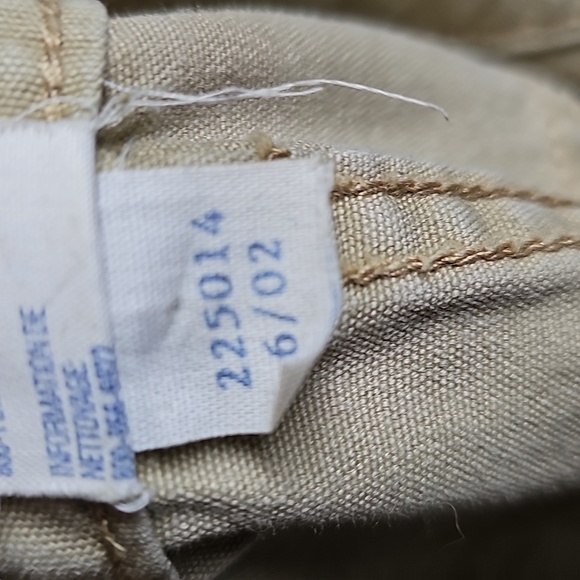 INFORMATION DE
NETTOYAGE
225014
6/02